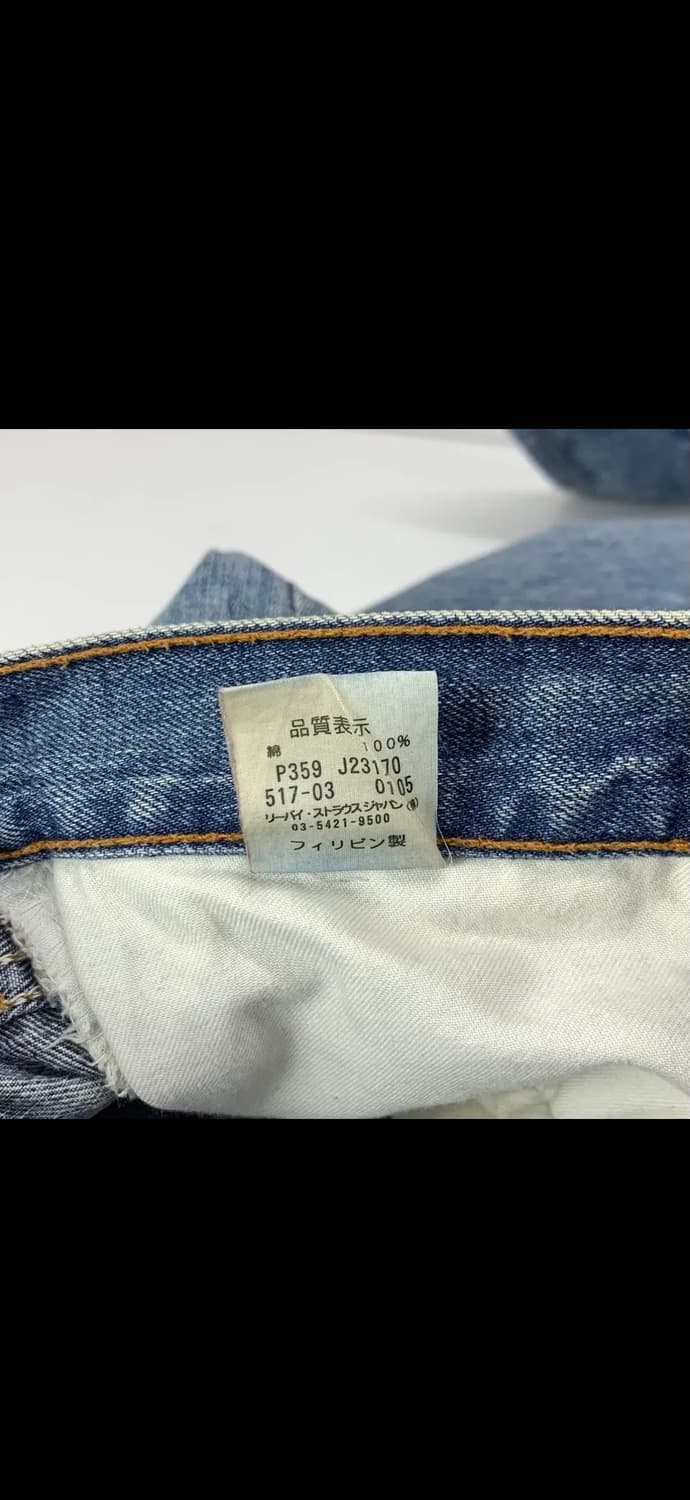 品質表示
綿 100%
P359 J23170
517-03 0105
リーバイ・ストラウスジャパン(株)
03-5421-9500
フィリピン製